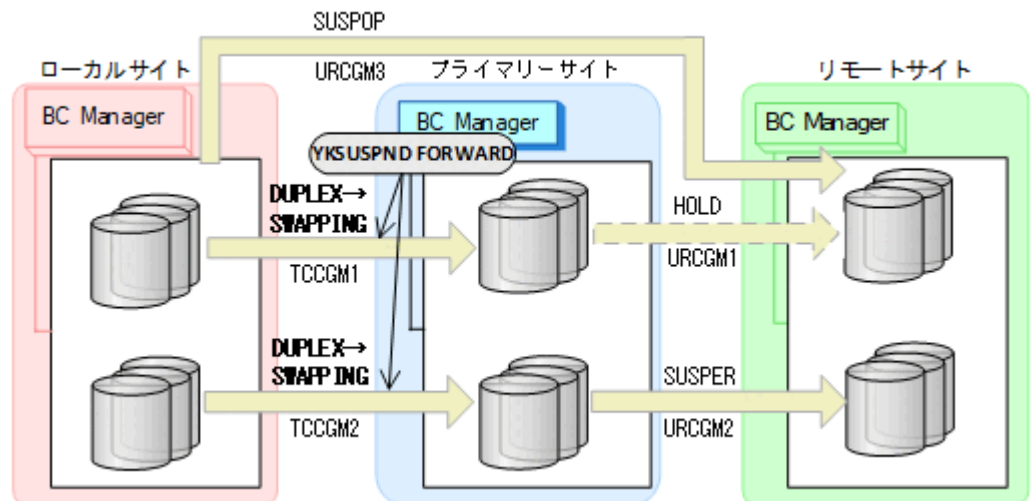 SUSPOP
URCGM3
ローカルサイト
プライマリーサイト
リモートサイト
BC Manager
BC Manager
BC Manager
YKSUSPND FORWARD
DUPLEX→
SWAPPING
TCCGM1
HOLD
URCGM1
DUPLEX→
SWAPPING
TCCGM2
SUSPER
URCGM2